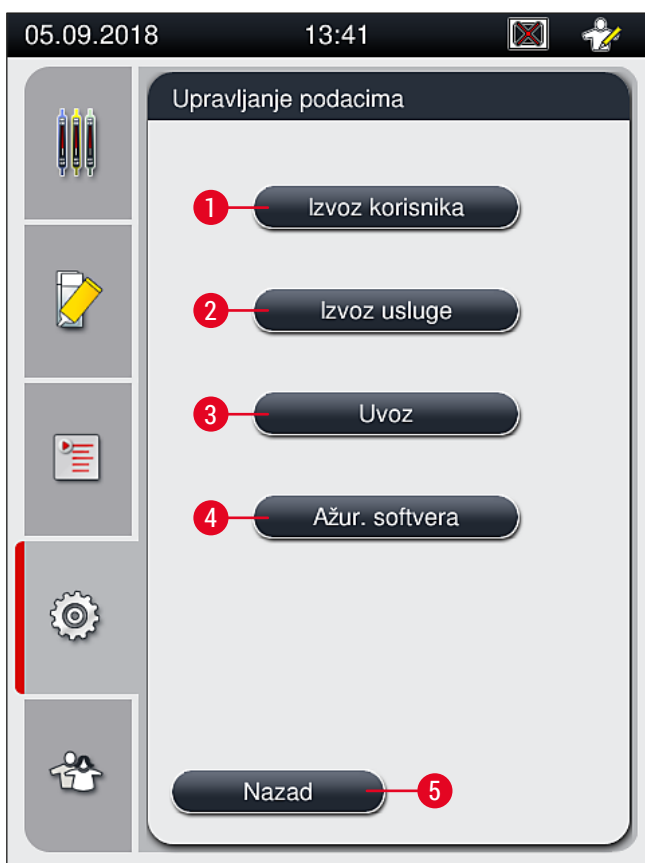 05.09.2018 13:41
Upravljanje podacima
1 Izvoz korisnika
2 Izvoz usluge
3 Uvoz
4 Ažur. softvera
Nazad 5